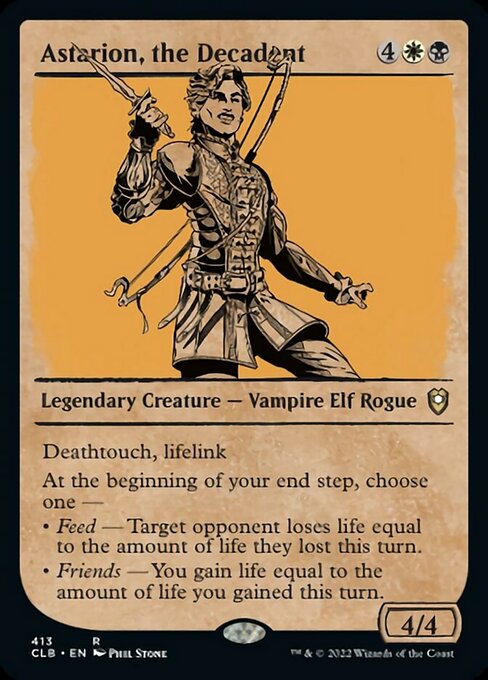 Astarion, the Decadent 4
Legendary Creature — Vampire Elf Rogue
Deathtouch, lifelink
At the beginning of your end step, choose
one —
• Feed — Target opponent loses life equal
to the amount of life they lost this turn.
• Friends — You gain life equal to the
amount of life you gained this turn.
4/4
413 R
CLB • EN Phil Stone
™ & © 2022 Wizards of the Coast